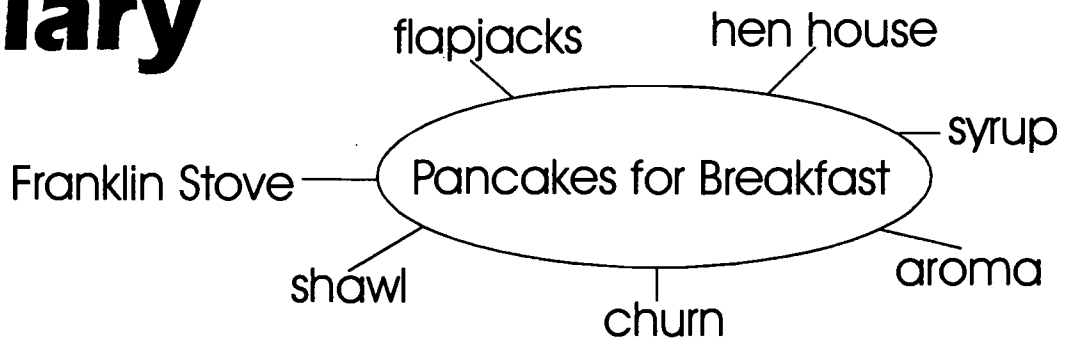 lary
flapjacks
hen house
syrup
Franklin Stove
Pancakes for Breakfast
shawl
aroma
churn